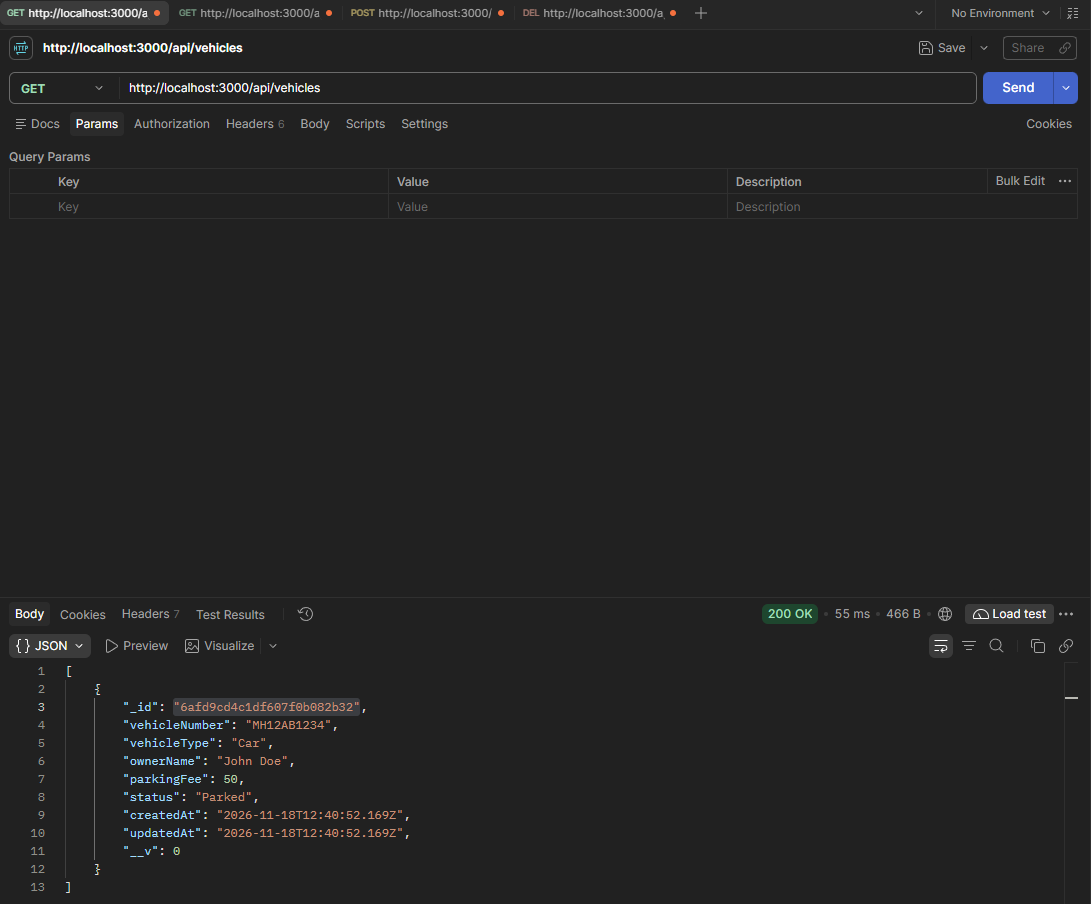 GET http://localhost:3000/a GET http://localhost:3000/a POST http://localhost:3000/ DEL http://localhost:3000/a No Environment
HTTP http://localhost:3000/api/vehicles Save Share
GET http://localhost:3000/api/vehicles Send
Docs Params Authorization Headers 6 Body Scripts Settings Cookies
Query Params
Key Value Description Bulk Edit
Key Value Description
Body Cookies Headers 7 Test Results 200 OK 55 ms 466 B Load test
{} JSON Preview Visualize
1 [
2 {
3 "_id": "6afd9cd4c1df607f0b082b32",
4 "vehicleNumber": "MH12AB1234",
5 "vehicleType": "Car",
6 "ownerName": "John Doe",
7 "parkingFee": 50,
8 "status": "Parked",
9 "createdAt": "2026-11-18T12:40:52.169Z",
10 "updatedAt": "2026-11-18T12:40:52.169Z",
11 "__v": 0
12 }
13 ]